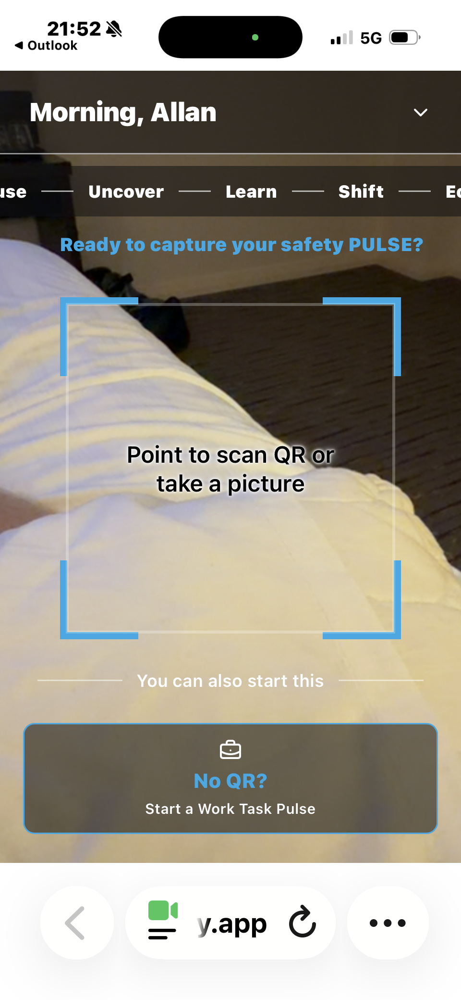 21:52
Outlook
5G
Morning, Allan
use
Uncover
Learn
Shift
Ready to capture your safety PULSE?
Point to scan QR or
take a picture
You can also start this
No QR?
Start a Work Task Pulse
y.app